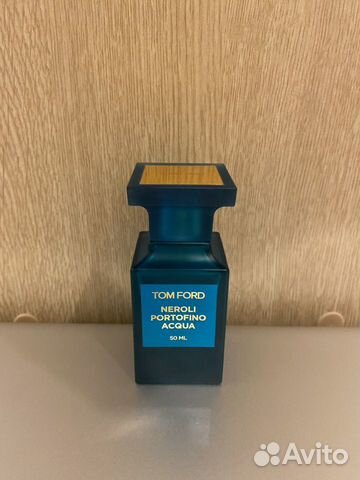 TOM FORD
NEROLI
PORTOFINO
ACQUA
50 ML
Avito